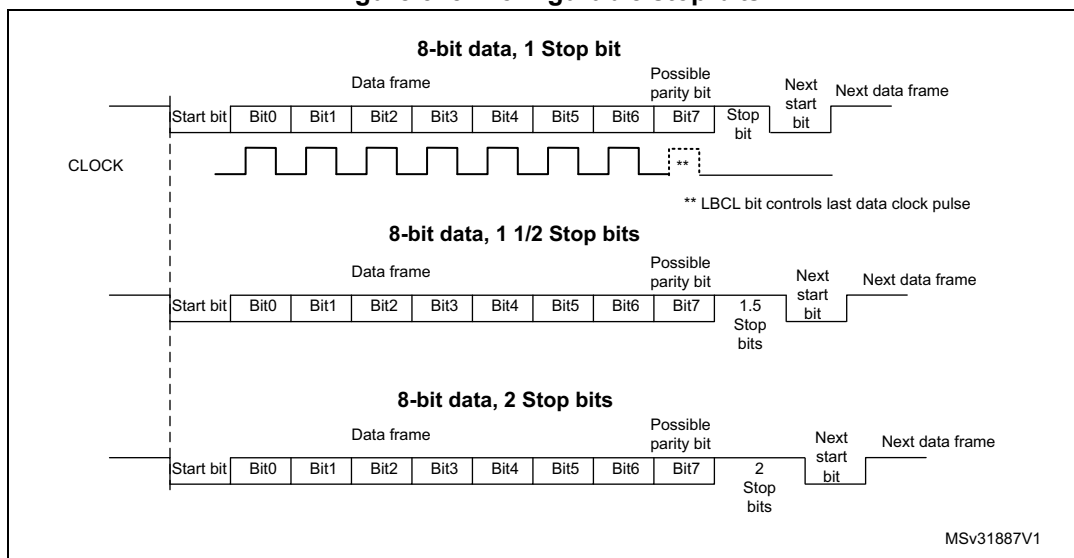 8-bit data, 1 Stop bit
Data frame
Possible parity bit
Next start bit
Next data frame
Start bit Bit0 Bit1 Bit2 Bit3 Bit4 Bit5 Bit6 Bit7 Stop bit
CLOCK
**
** LBCL bit controls last data clock pulse
8-bit data, 1 1/2 Stop bits
Data frame
Possible parity bit
Next start bit
Next data frame
Start bit Bit0 Bit1 Bit2 Bit3 Bit4 Bit5 Bit6 Bit7 1.5 Stop bits
8-bit data, 2 Stop bits
Data frame
Possible parity bit
Next start bit
Next data frame
Start bit Bit0 Bit1 Bit2 Bit3 Bit4 Bit5 Bit6 Bit7 2 Stop bits
MSv31887V1